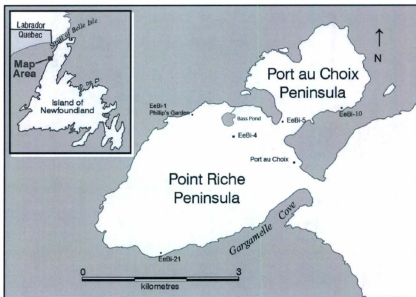 Labrador
Quebec
Strait of Belle Isle
Map
Area
Island of
Newfoundland
Port au Choix
Peninsula
N
EeBi-1
Phillip's Garden
Bass Pond
EeBi-5
EeBi-10
EeBi-4
Port au Choix
Point Riche
Peninsula
Gargamelle Cove
EeBi-21
0
3
kilometres